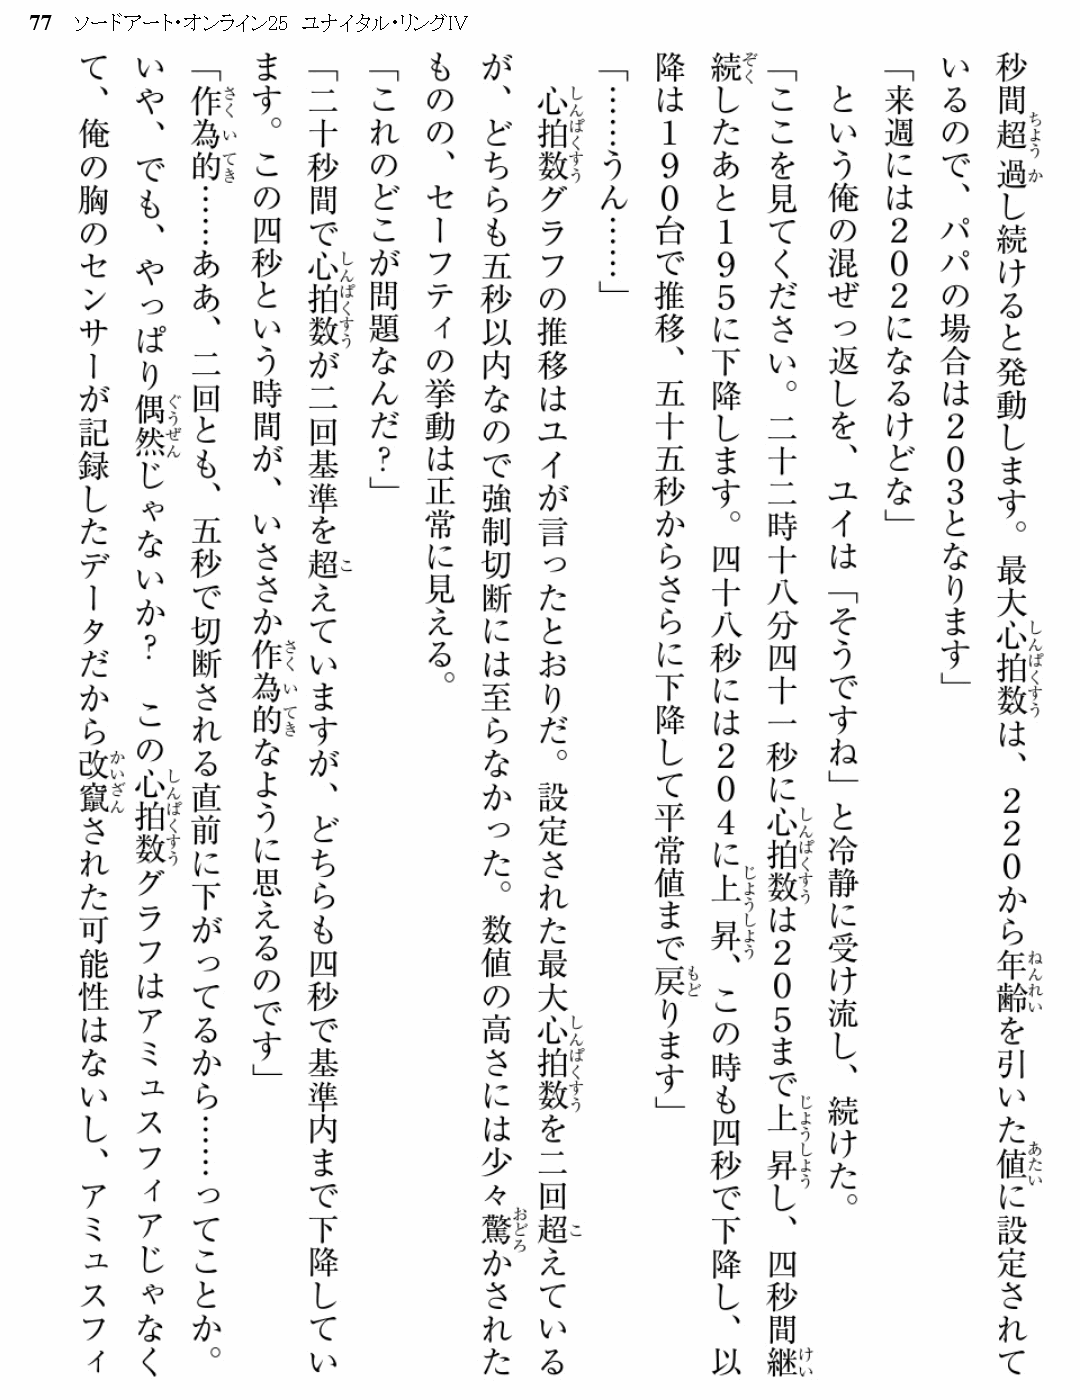 77 ソードアート・オンライン25 ユナイタル・リングⅣ
秒間超過し続けると発動します。最大心拍数は、220から年齢を引いた値に設定されて
いるので、パパの場合は203となります」
「来週には202になるけどな」
という俺の混ぜっ返しを、ユイは「そうですね」と冷静に受け流し、続けた。
「ここを見てください。二十二時十八分四十一秒に心拍数は205まで上昇し、四秒間継
続したあと195に下降します。四十八秒には204に上昇、この時も四秒で下降し、以
降は190台で推移、五十五秒からさらに下降して平常値まで戻ります」
「……うん……」
心拍数グラフの推移はユイが言ったとおりだ。設定された最大心拍数を二回超えている
が、どちらも五秒以内なので強制切断には至らなかった。数値の高さには少々驚かされた
ものの、セーフティの挙動は正常に見える。
「これのどこが問題なんだ?」
「二十秒間で心拍数が二回基準を超えていますが、どちらも四秒で基準内まで下降してい
ます。この四秒という時間が、いささか作為的なように思えるのです」
「作為的……ああ、二回とも、五秒で切断される直前に下がってるから……ってことか。
いや、でも、やっぱり偶然じゃないか? この心拍数グラフはアミュスフィアじゃなく
て、俺の胸のセンサーが記録したデータだから改竄された可能性はないし、アミュスフィ